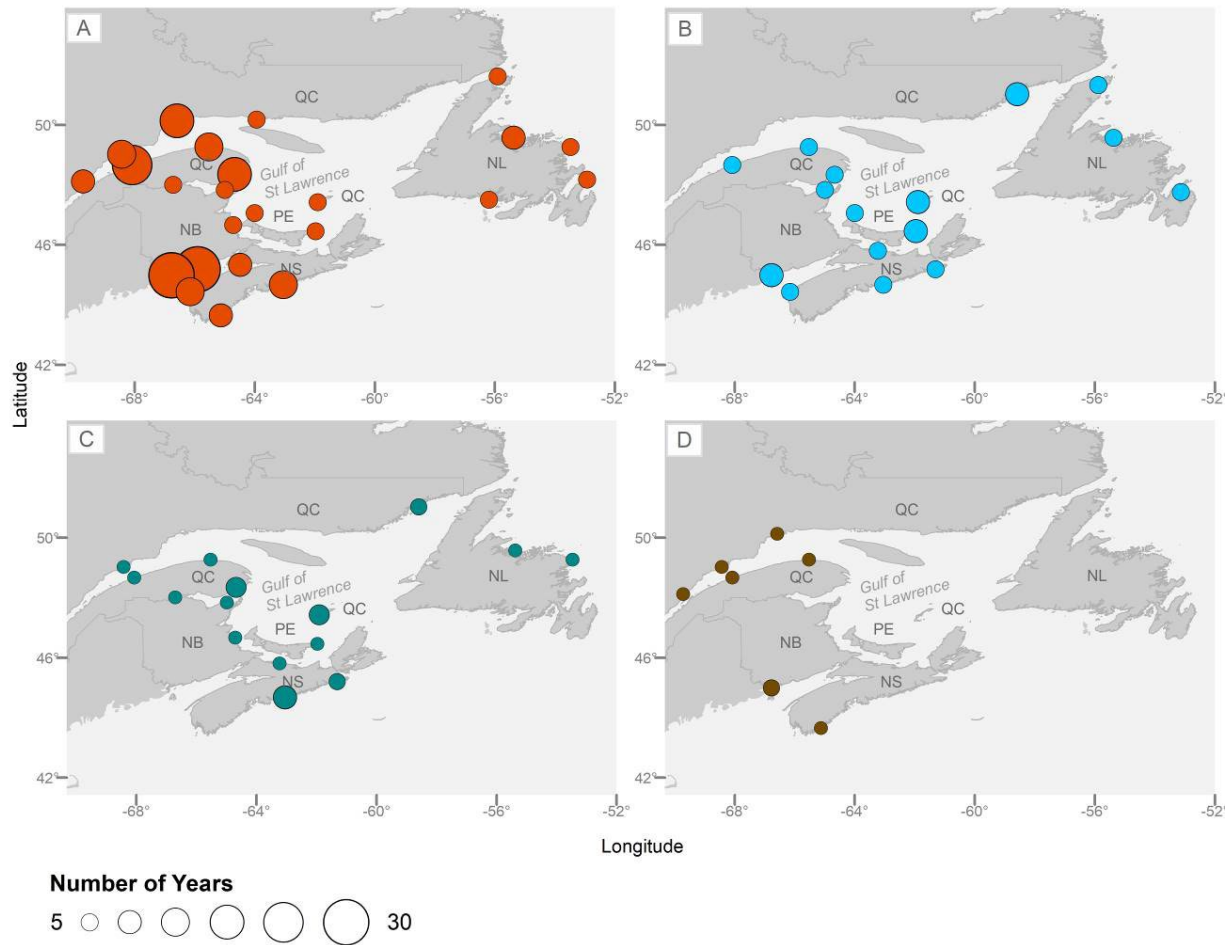 A
B
QC
QC
50°
QC
Gulf of
St Lawrence
QC
NL
QC
Gulf of
St Lawrence
QC
NL
PE
PE
NB
NB
46°
46°
NS
NS
42°
42°
-68°
-64°
-60°
-56°
-52°
-68°
-64°
-60°
-56°
-52°
Latitude
C
D
QC
QC
50°
50°
QC
Gulf of
St Lawrence
QC
NL
QC
Gulf of
St Lawrence
QC
NL
PE
PE
NB
NB
46°
46°
NS
NS
42°
42°
-68°
-64°
-60°
-56°
-52°
-68°
-64°
-60°
-56°
-52°
Longitude
Number of Years
5
30